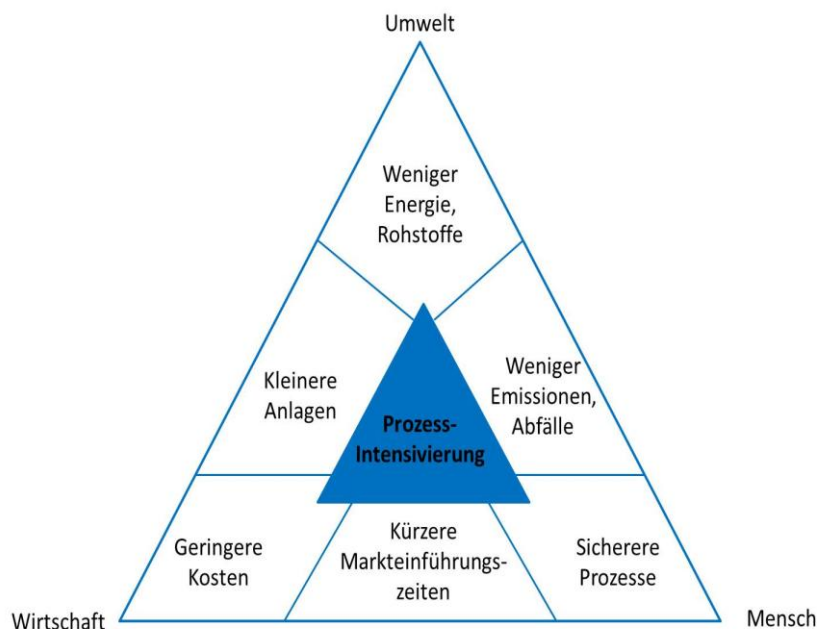 Umwelt
Weniger
Energie,
Rohstoffe
Kleinere
Anlagen
Weniger
Emissionen,
Abfälle
Prozess-
Intensivierung
Geringere
Kosten
Kürzere
Markteinführungs-
zeiten
Sicherere
Prozesse
Wirtschaft
Mensch